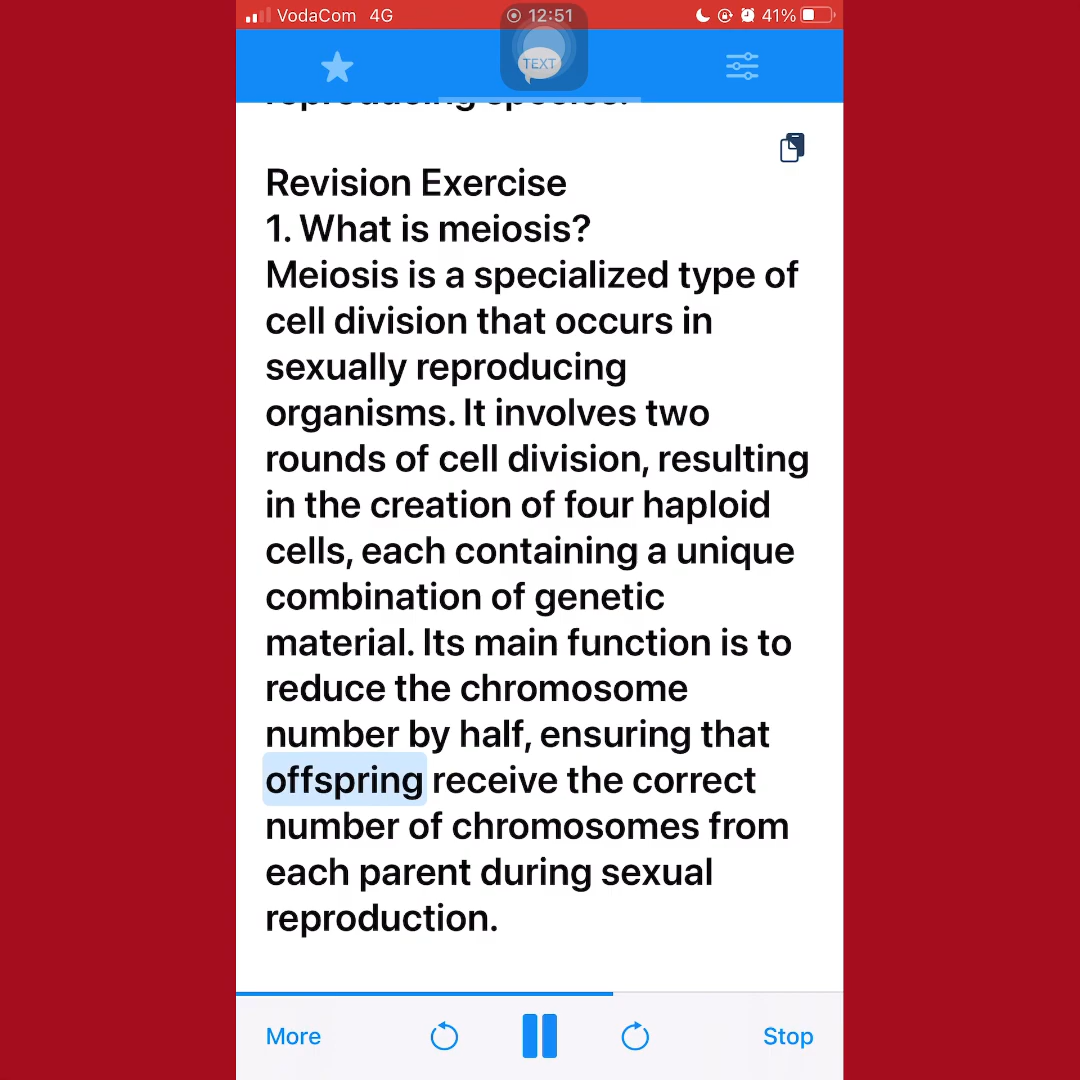 VodaCom 4G 12:51 41%
TEXT
reproducing species.
Revision Exercise
1. What is meiosis?
Meiosis is a specialized type of
cell division that occurs in
sexually reproducing
organisms. It involves two
rounds of cell division, resulting
in the creation of four haploid
cells, each containing a unique
combination of genetic
material. Its main function is to
reduce the chromosome
number by half, ensuring that
offspring receive the correct
number of chromosomes from
each parent during sexual
reproduction.
More Stop